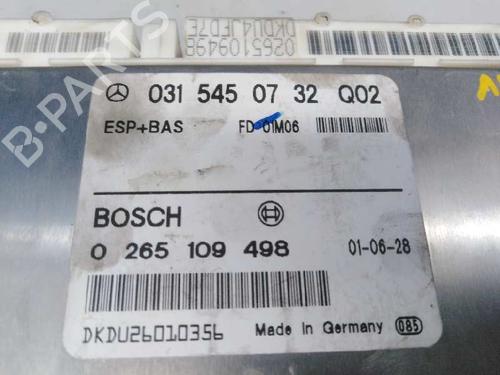 B-PARTS
0265109498
DKDU4JFD7E
031 545 07 32 Q02
ESP+BAS FD 01M06
BOSCH
0 265 109 498 01-06-28
DKDU26010356 Made in Germany 085